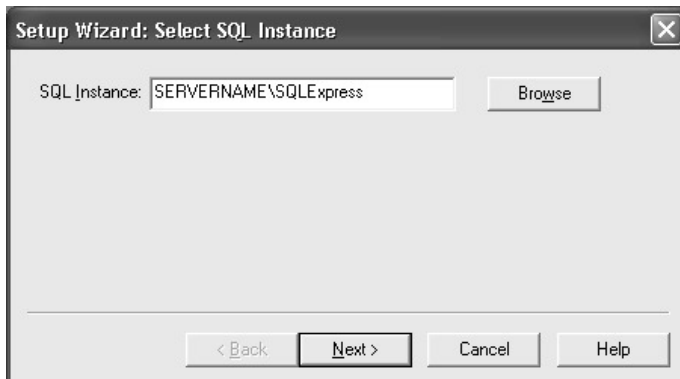 Setup Wizard: Select SQL Instance
SQL Instance: SERVERNAME\SQLExpress Browse
< Back Next > Cancel Help